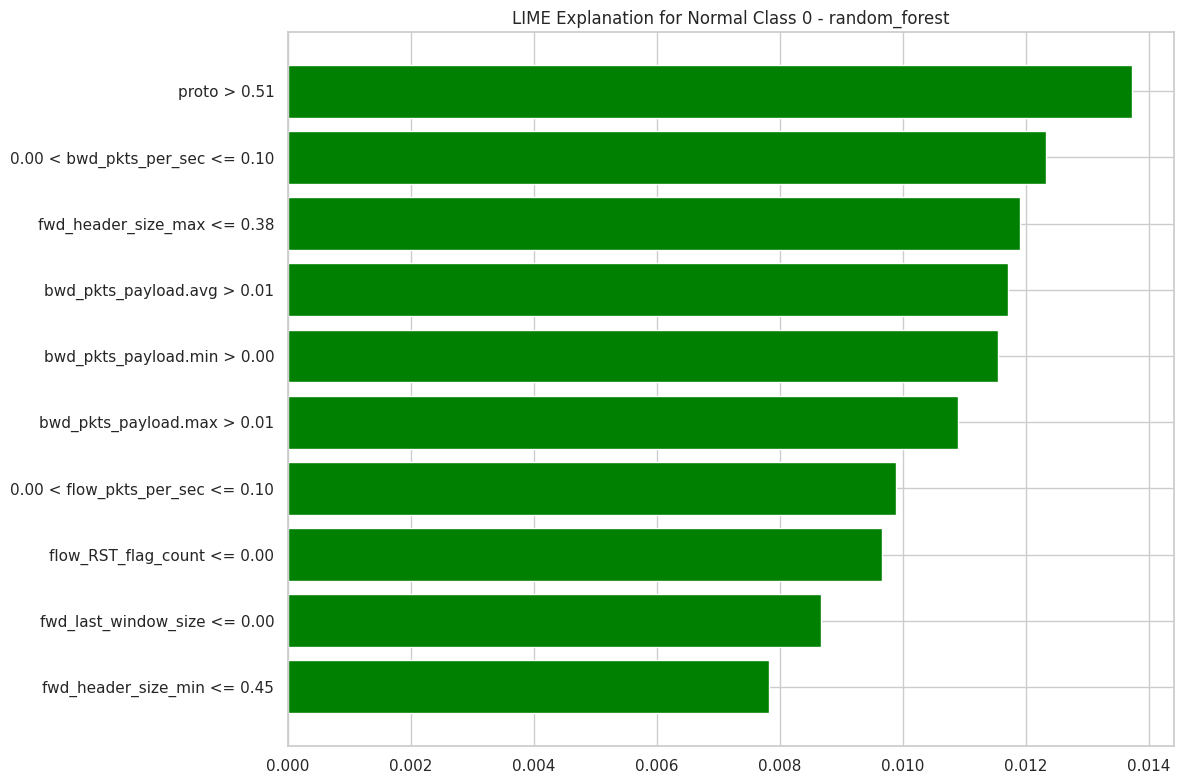 LIME Explanation for Normal Class 0 - random_forest
proto > 0.51
0.00 < bwd_pkts_per_sec <= 0.10
fwd_header_size_max <= 0.38
bwd_pkts_payload.avg > 0.01
bwd_pkts_payload.min > 0.00
bwd_pkts_payload.max > 0.01
0.00 < flow_pkts_per_sec <= 0.10
flow_RST_flag_count <= 0.00
fwd_last_window_size <= 0.00
fwd_header_size_min <= 0.45
0.000 0.002 0.004 0.006 0.008 0.010 0.012 0.014